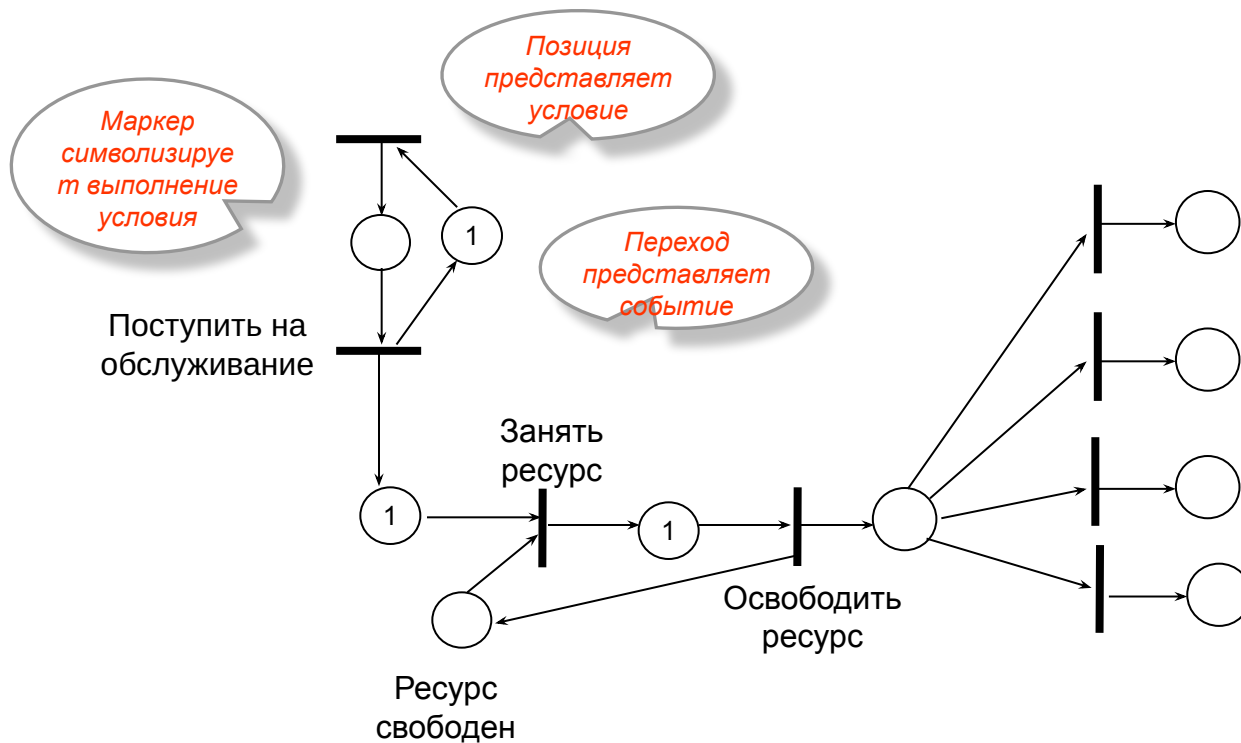 Позиция
представляет
условие
Маркер
символизируе
т выполнение
условия
1
Переход
представляет
событие
Поступить на
обслуживание
Занять
ресурс
1
1
Освободить
ресурс
Ресурс
свободен